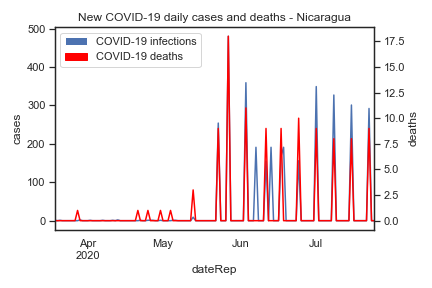 New COVID-19 daily cases and deaths - Nicaragua
COVID-19 infections
COVID-19 deaths
500
400
300
200
100
0
cases
17.5
15.0
12.5
10.0
7.5
5.0
2.5
0.0
deaths
Apr May Jun Jul
2020
dateRep